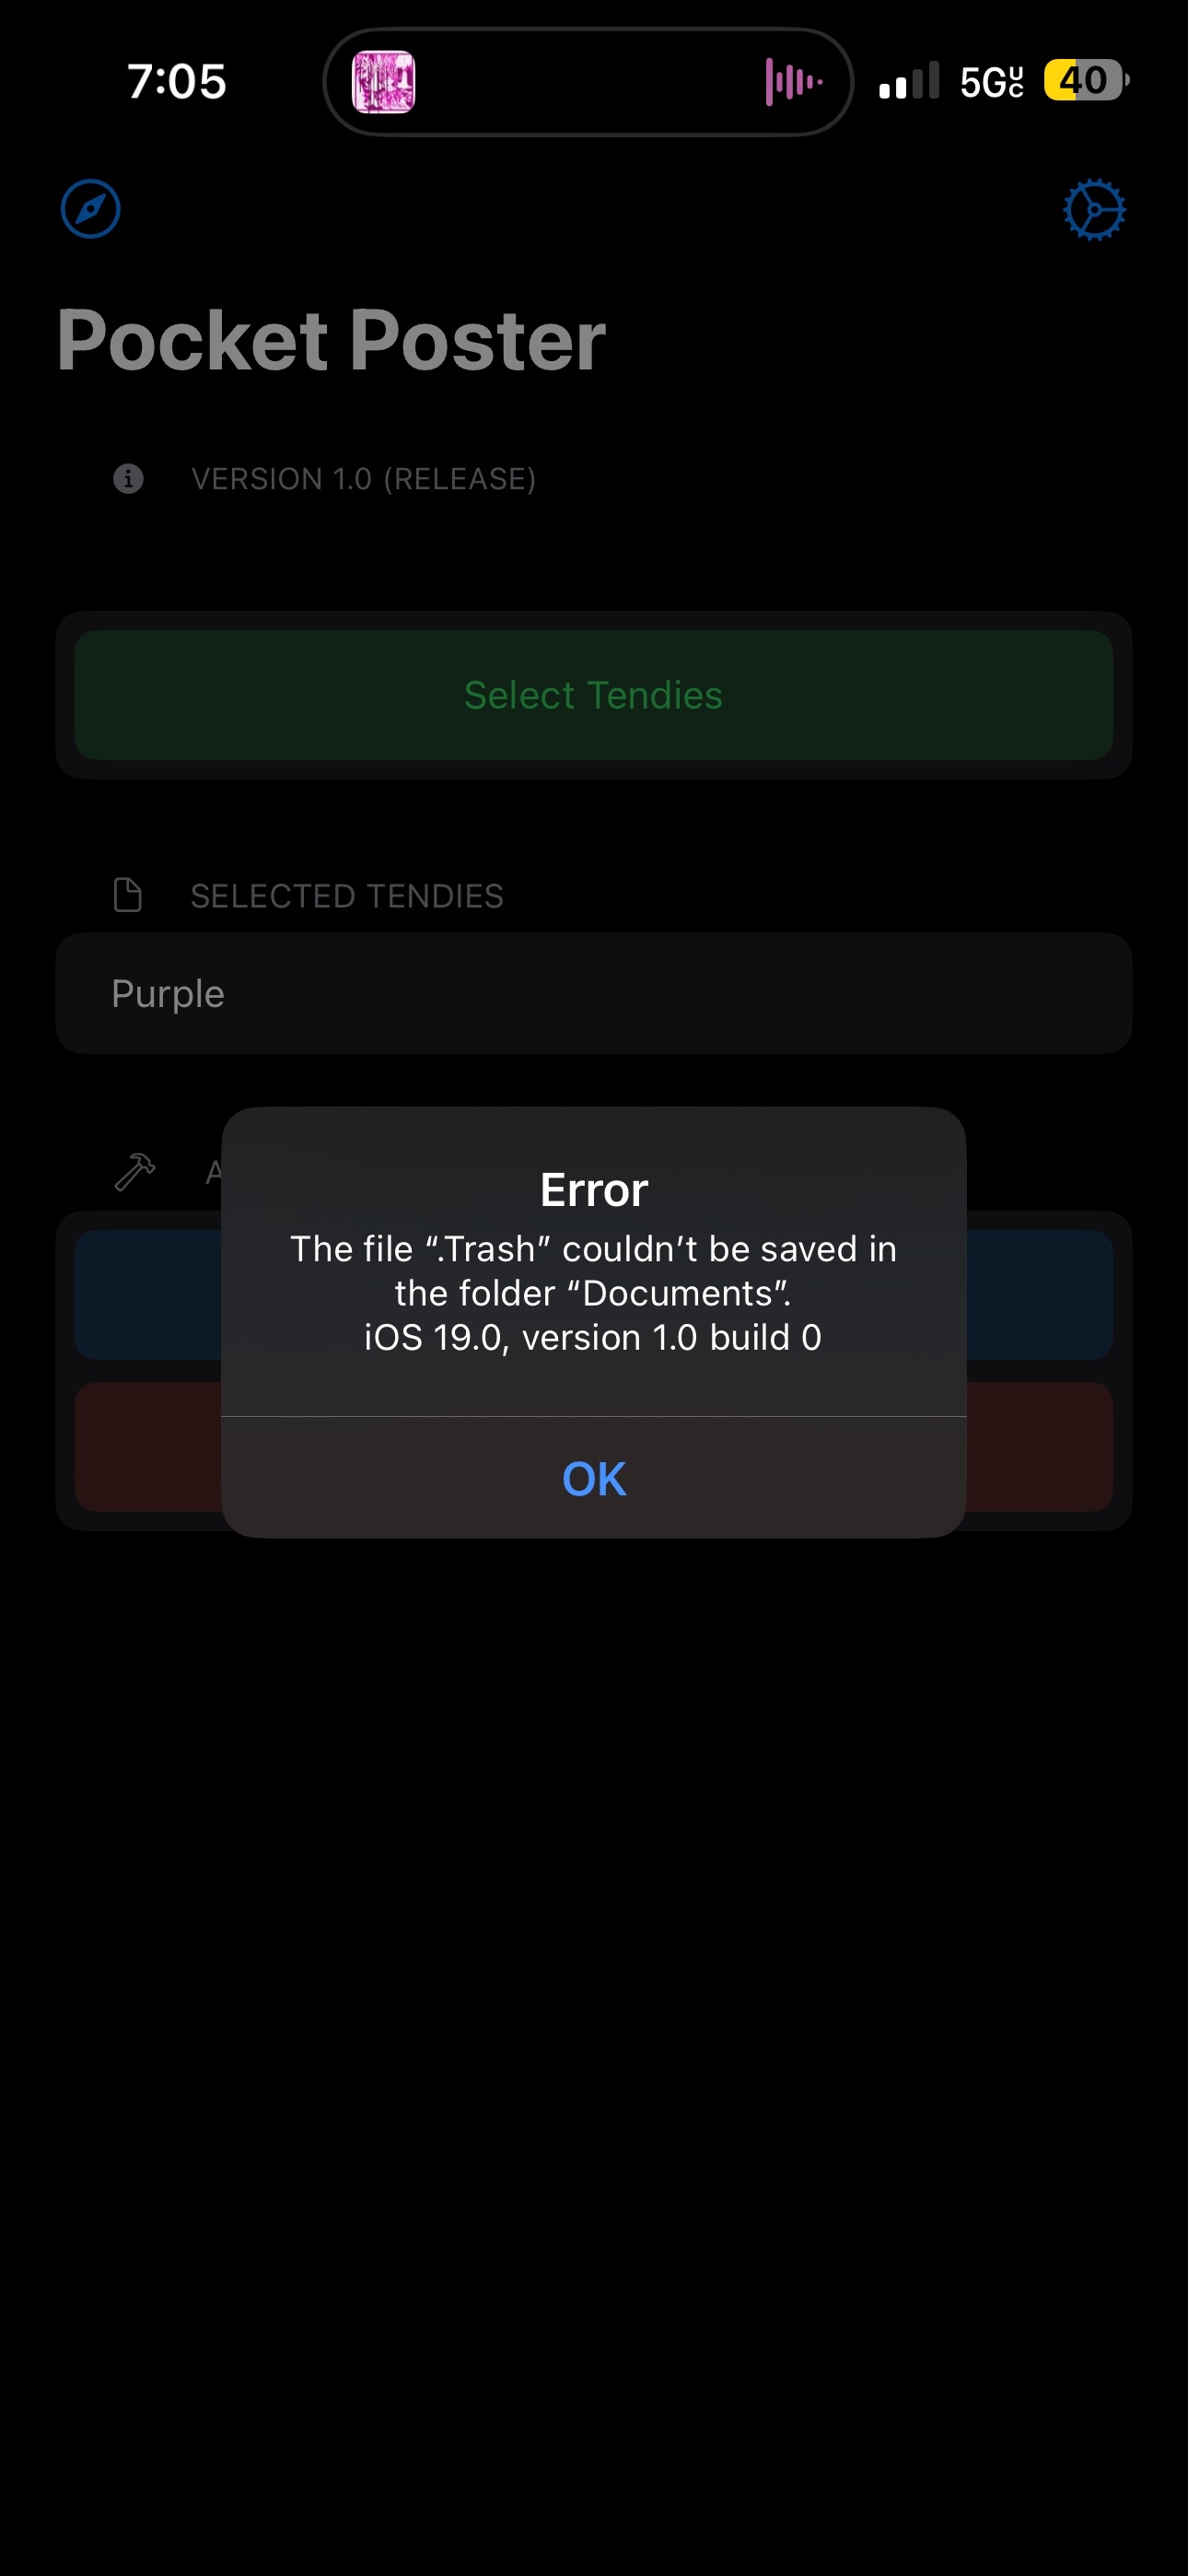 7:05
5G UC
40
Pocket Poster
VERSION 1.0 (RELEASE)
Select Tendies
SELECTED TENDIES
Purple
A
Error
The file “.Trash” couldn’t be saved in
the folder “Documents”.
iOS 19.0, version 1.0 build 0
OK